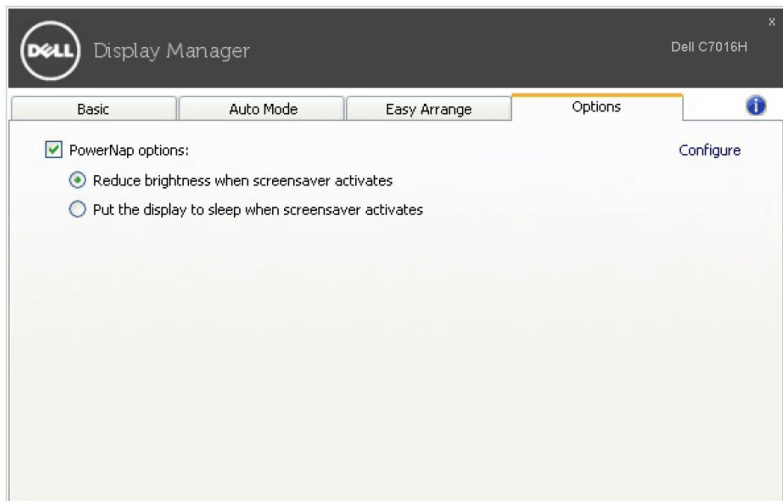 x
DELL Display Manager Dell C7016H
Basic Auto Mode Easy Arrange Options i
PowerNap options: Configure
Reduce brightness when screensaver activates
Put the display to sleep when screensaver activates